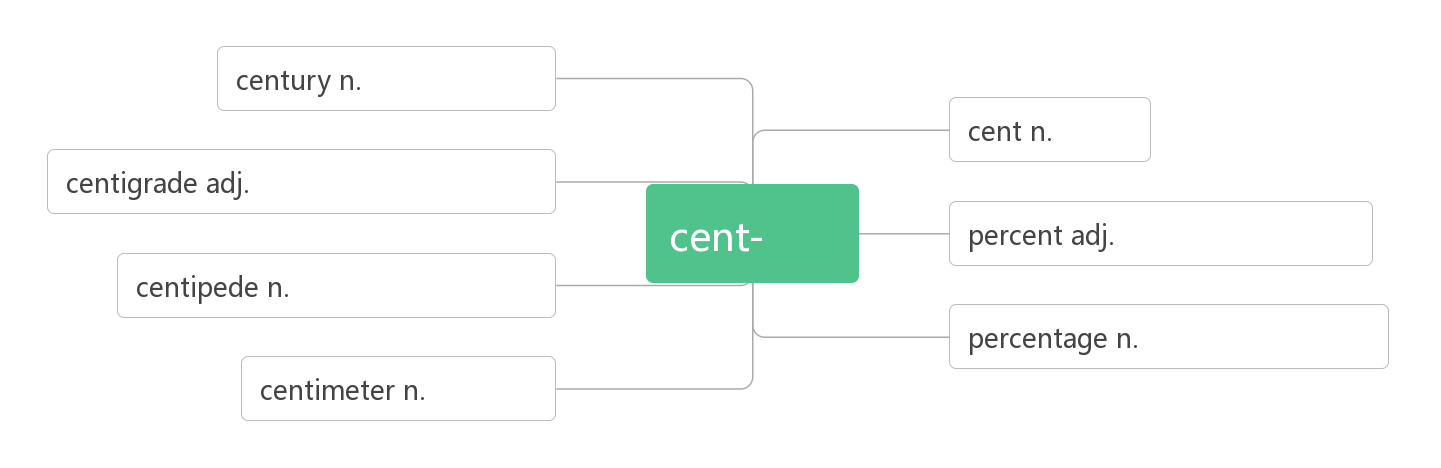 century n.
centigrade adj.
centipede n.
centimeter n.
cent-
cent n.
percent adj.
percentage n.